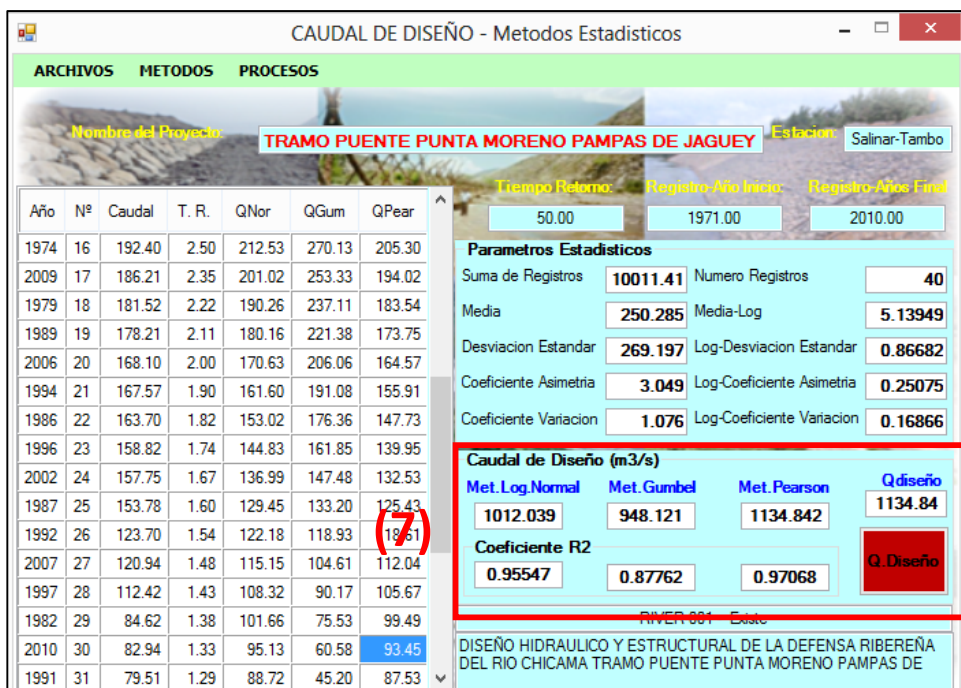 CAUDAL DE DISEÑO - Metodos Estadisticos
ARCHIVOS METODOS PROCESOS
Nombre del Proyecto: TRAMO PUENTE PUNTA MORENO PAMPAS DE JAGUEY Estacion: Salinar-Tambo
Tiempo Retorno: Registro-Año Inicio: Registro-Años Final
50.00 1971.00 2010.00
Año Nº Caudal T. R. QNor QGum QPear
1974 16 192.40 2.50 212.53 270.13 205.30
2009 17 186.21 2.35 201.02 253.33 194.02
1979 18 181.52 2.22 190.26 237.11 183.54
1989 19 178.21 2.11 180.16 221.38 173.75
2006 20 168.10 2.00 170.63 206.06 164.57
1994 21 167.57 1.90 161.60 191.08 155.91
1986 22 163.70 1.82 153.02 176.36 147.73
1996 23 158.82 1.74 144.83 161.85 139.95
2002 24 157.75 1.67 136.99 147.48 132.53
1987 25 153.78 1.60 129.45 133.20 125.43
1992 26 123.70 1.54 122.18 118.93 118.61
2007 27 120.94 1.48 115.15 104.61 112.04
1997 28 112.42 1.43 108.32 90.17 105.67
1982 29 84.62 1.38 101.66 75.53 99.49
2010 30 82.94 1.33 95.13 60.58 93.45
1991 31 79.51 1.29 88.72 45.20 87.53
(7)
Parametros Estadisticos
Suma de Registros 10011.41 Numero Registros 40
Media 250.285 Media-Log 5.13949
Desviacion Estandar 269.197 Log-Desviacion Estandar 0.86682
Coeficiente Asimetria 3.049 Log-Coeficiente Asimetria 0.25075
Coeficiente Variacion 1.076 Log-Coeficiente Variacion 0.16866
Caudal de Diseño (m3/s)
Met.Log.Normal Met.Gumbel Met.Pearson Qdiseño
1012.039 948.121 1134.842 1134.84
Coeficiente R2
0.95547 0.87762 0.97068
Q.Diseño
RIVER 001 Existe
DISEÑO HIDRAULICO Y ESTRUCTURAL DE LA DEFENSA RIBEREÑA
DEL RIO CHICAMA TRAMO PUENTE PUNTA MORENO PAMPAS DE